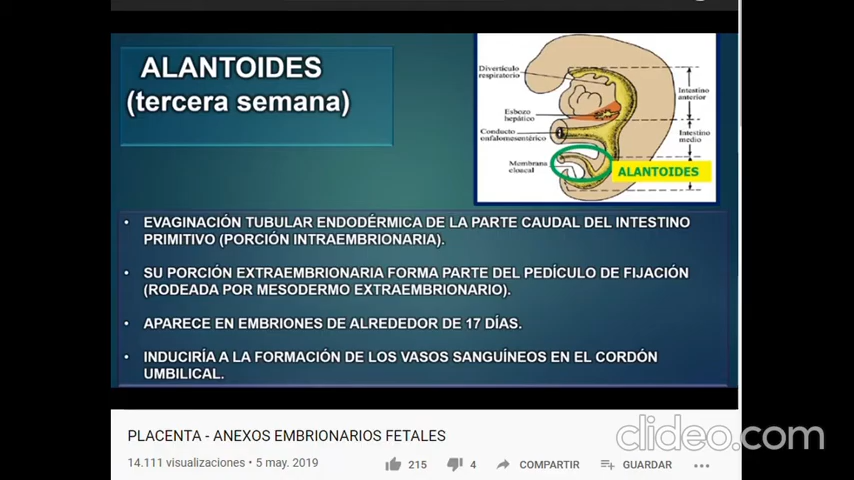 ALANTOIDES
(tercera semana)
Divertículo
respiratorio
Esbozo
hepático
Conducto
onfalomesentérico
Membrana
cloacal
Intestino
anterior
Intestino
medio
ALANTOIDES
• EVAGINACIÓN TUBULAR ENDODÉRMICA DE LA PARTE CAUDAL DEL INTESTINO
PRIMITIVO (PORCIÓN INTRAEMBRIONARIA).
• SU PORCIÓN EXTRAEMBRIONARIA FORMA PARTE DEL PEDÍCULO DE FIJACIÓN
(RODEADA POR MESODERMO EXTRAEMBRIONARIO).
• APARECE EN EMBRIONES DE ALREDEDOR DE 17 DÍAS.
• INDUCIRÍA A LA FORMACIÓN DE LOS VASOS SANGUÍNEOS EN EL CORDÓN
UMBILICAL.
PLACENTA - ANEXOS EMBRIONARIOS FETALES
clideo.com
14.111 visualizaciones • 5 may. 2019 215 4 COMPARTIR GUARDAR